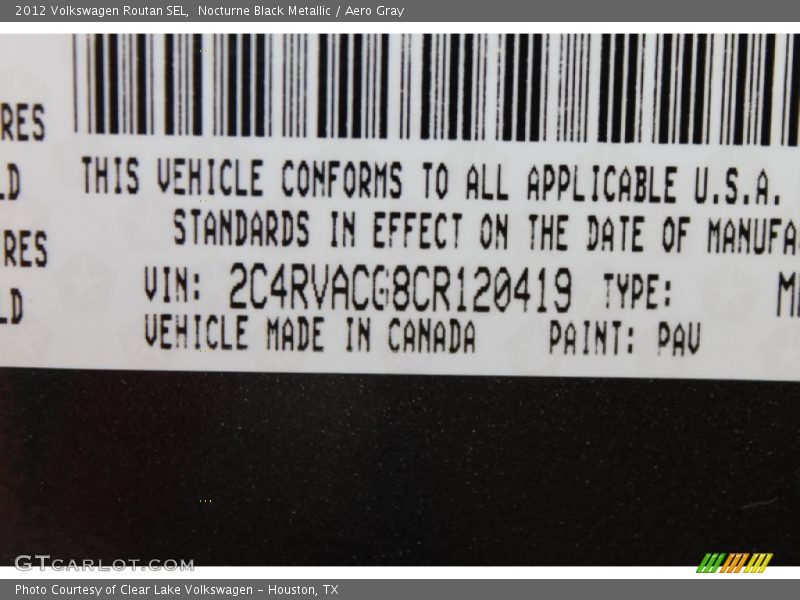 2012 Volkswagen Routan SEL, Nocturne Black Metallic / Aero Gray
RES
LD
THIS VEHICLE CONFORMS TO ALL APPLICABLE U.S.A.
STANDARDS IN EFFECT ON THE DATE OF MANUFA
RES
LD
VIN: 2C4RVACG8CR120419 TYPE:
VEHICLE MADE IN CANADA PAINT: PAV
GTCARLOT.COM
Photo Courtesy of Clear Lake Volkswagen - Houston, TX